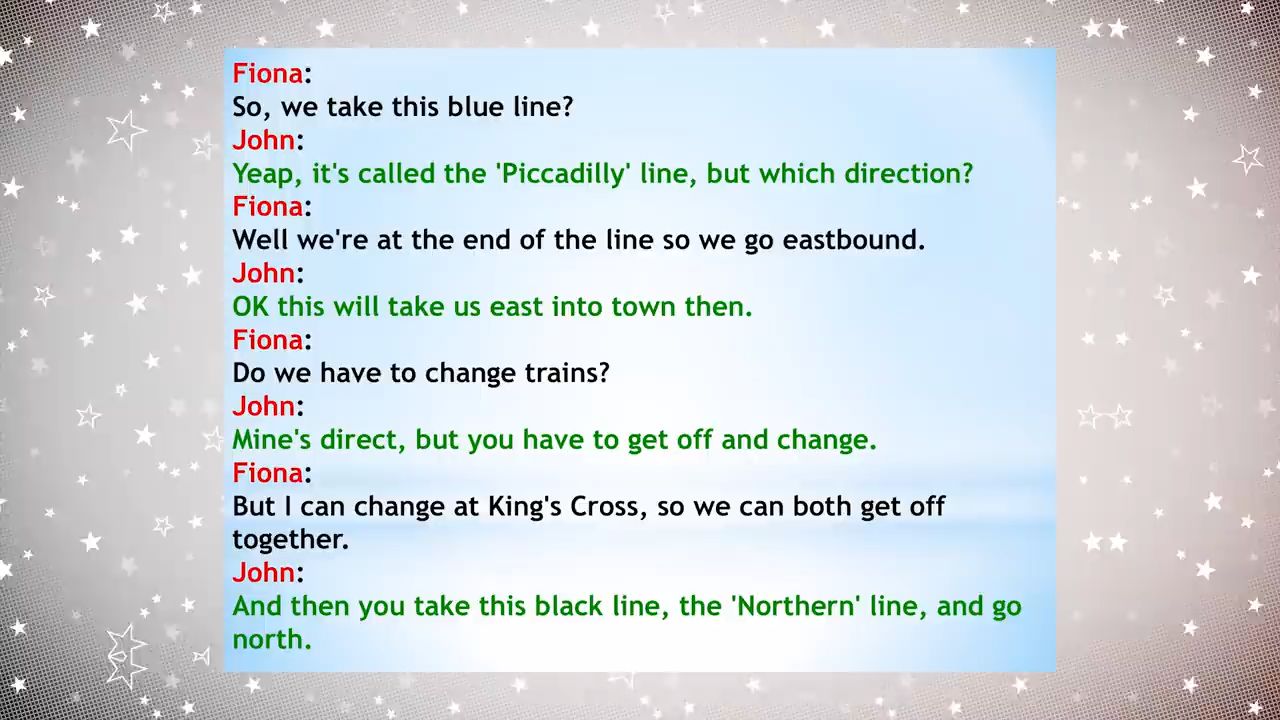 Fiona:
So, we take this blue line?
John:
Yeap, it's called the 'Piccadilly' line, but which direction?
Fiona:
Well we're at the end of the line so we go eastbound.
John:
OK this will take us east into town then.
Fiona:
Do we have to change trains?
John:
Mine's direct, but you have to get off and change.
Fiona:
But I can change at King's Cross, so we can both get off
together.
John:
And then you take this black line, the 'Northern' line, and go
north.